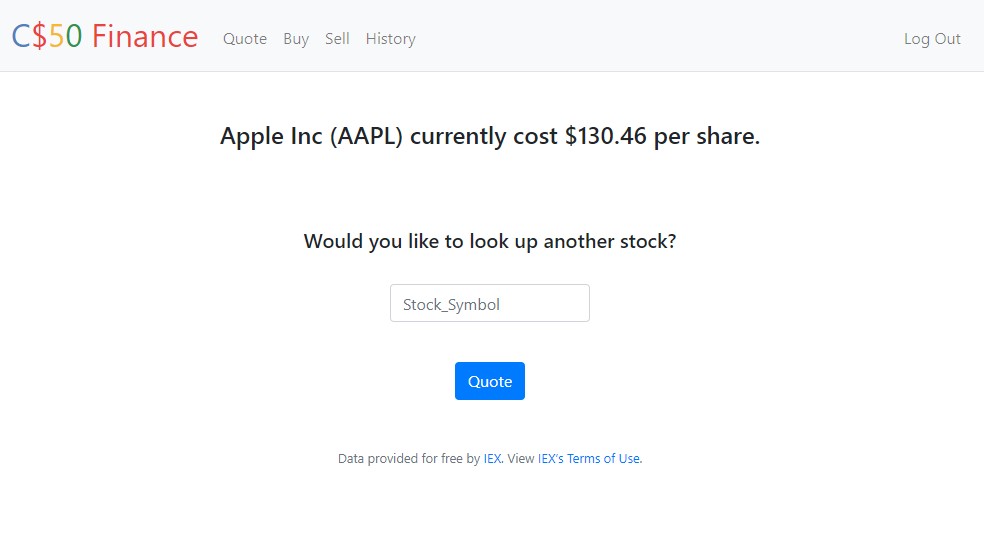 C$50 Finance Quote Buy Sell History Log Out
Apple Inc (AAPL) currently cost $130.46 per share.
Would you like to look up another stock?
Stock_Symbol
Quote
Data provided for free by IEX. View IEX's Terms of Use.